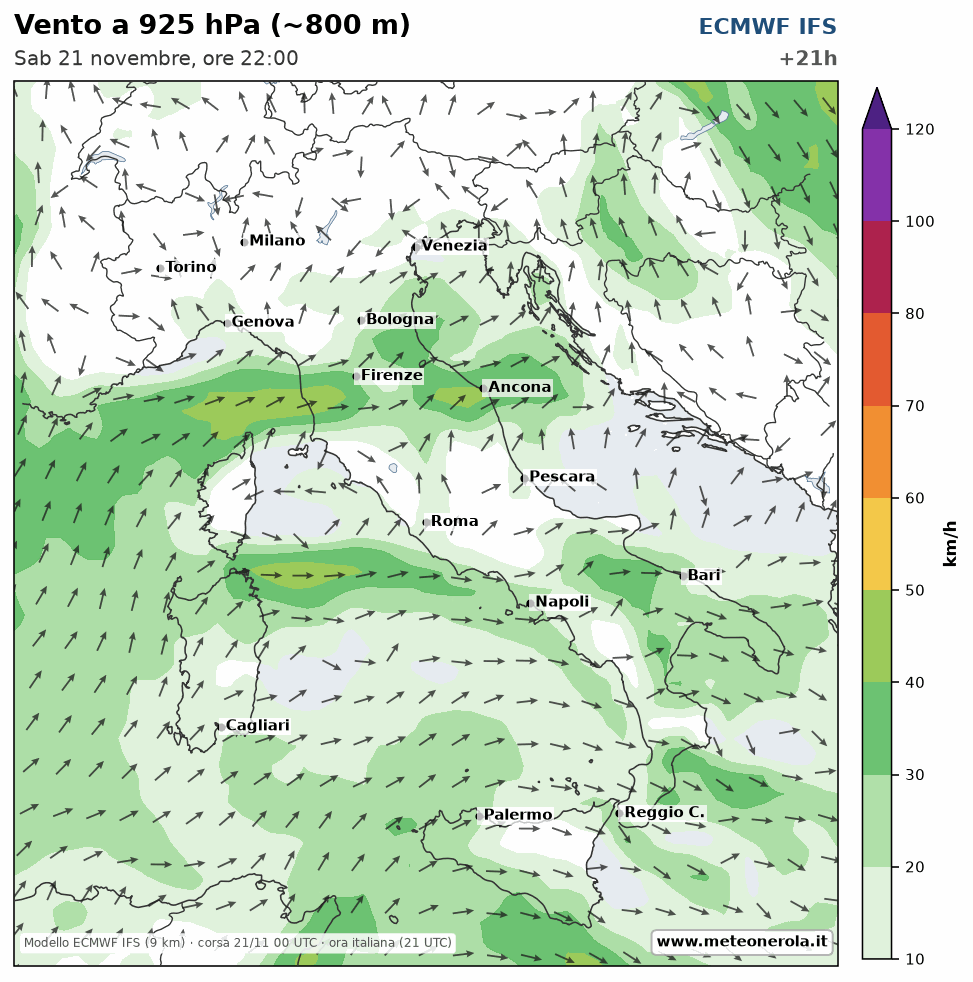 Vento a 925 hPa (~800 m)
ECMWF IFS
Sab 21 novembre, ore 22:00
+21h
120
100
80
70
60
50
40
30
20
10
km/h
Milano
Venezia
Torino
Genova
Bologna
Firenze
Ancona
Pescara
Roma
Bari
Napoli
Cagliari
Palermo
Reggio C.
Modello ECMWF IFS (9 km) · corsa 21/11 00 UTC · ora italiana (21 UTC)
www.meteonerola.it